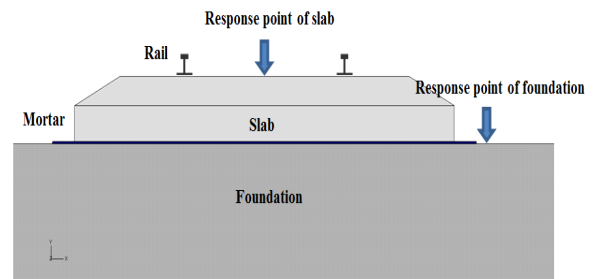 Response point of slab
Rail
Response point of foundation
Mortar
Slab
Foundation
Y
X